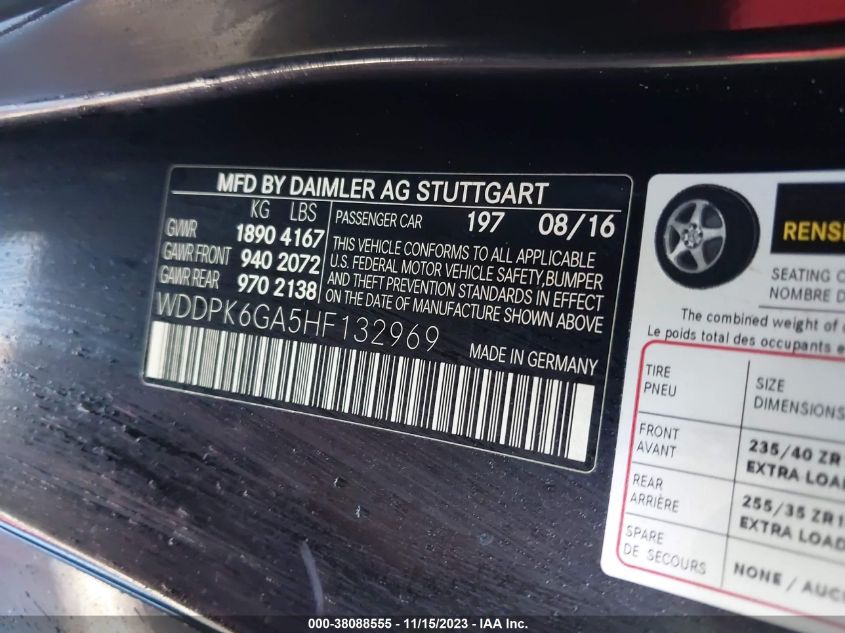 MFD BY DAIMLER AG STUTTGART
KG LBS
GVWR 1890 4167
GAWR FRONT 940 2072
GAWR REAR 970 2138
PASSENGER CAR 197 08/16
THIS VEHICLE CONFORMS TO ALL APPLICABLE
U.S. FEDERAL MOTOR VEHICLE SAFETY, BUMPER
AND THEFT PREVENTION STANDARDS IN EFFECT
ON THE DATE OF MANUFACTURE SHOWN ABOVE
WDDPK6GA5HF132969
MADE IN GERMANY
SEATING
NOMBRE
The combined weight of
Le poids total des occupants
TIRE
PNEU
SIZE
DIMENSIONS
FRONT
AVANT
235/40 ZR
EXTRA LOAD
REAR
ARRIÈRE
255/35 ZR
EXTRA LOAD
SPARE
DE SECOURS
NONE /
000-38088555 - 11/15/2023 - IAA Inc.